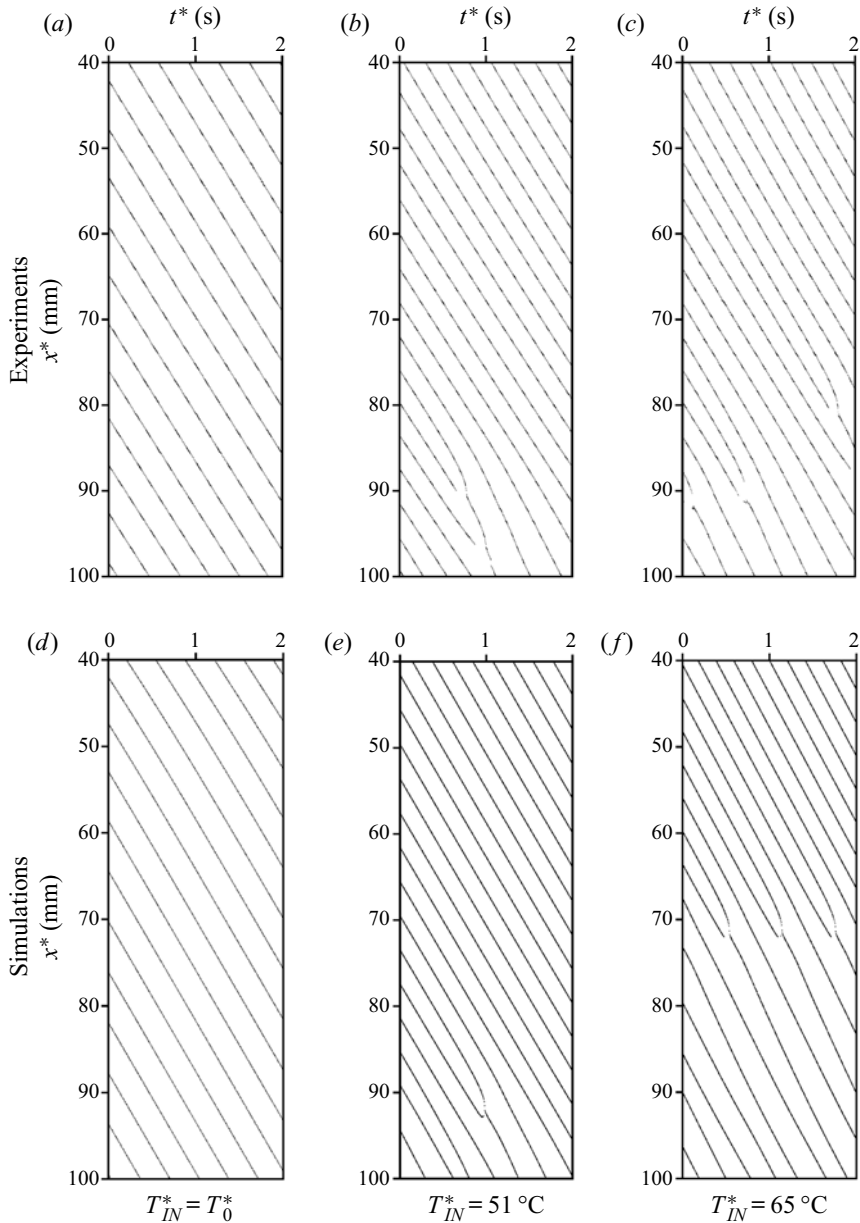 (a) t* (s) (b) t* (s) (c) t* (s)
0 1 2 0 1 2 0 1 2
40 40 40
50 50 50
60 60 60
70 70 70
80 80 80
90 90 90
100 100 100
Experiments
x* (mm)
(d) (e) (f)
0 1 2 0 1 2 0 1 2
40 40 40
50 50 50
60 60 60
70 70 70
80 80 80
90 90 90
100 100 100
Simulations
x* (mm)
T*IN = T*0 T*IN = 51 °C T*IN = 65 °C